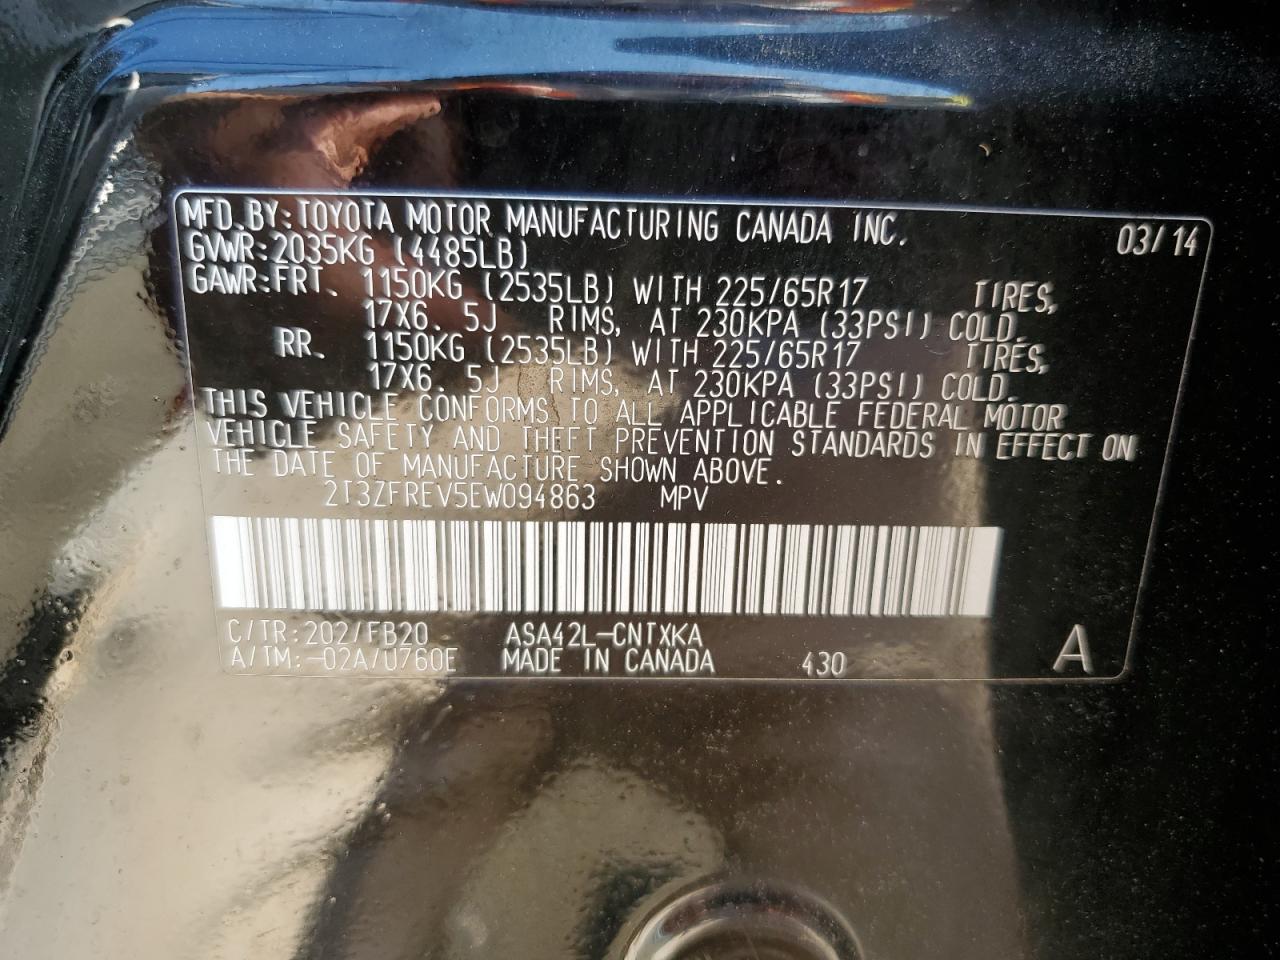 MFD.BY:TOYOTA MOTOR MANUFACTURING CANADA INC. 03/14
GVWR:2035KG (4485LB)
GAWR:FRT. 1150KG (2535LB) WITH 225/65R17 TIRES,
17X6.5J RIMS, AT 230KPA (33PSI) COLD.
RR. 1150KG (2535LB) WITH 225/65R17 TIRES,
17X6.5J RIMS, AT 230KPA (33PSI) COLD.
THIS VEHICLE CONFORMS TO ALL APPLICABLE FEDERAL MOTOR
VEHICLE SAFETY AND THEFT PREVENTION STANDARDS IN EFFECT ON
THE DATE OF MANUFACTURE SHOWN ABOVE.
2T3ZFREV5EW094863 MPV
C/TR:202/FB20 ASA42L-CNTXKA
A/TM:-02A/U760E MADE IN CANADA 430 A